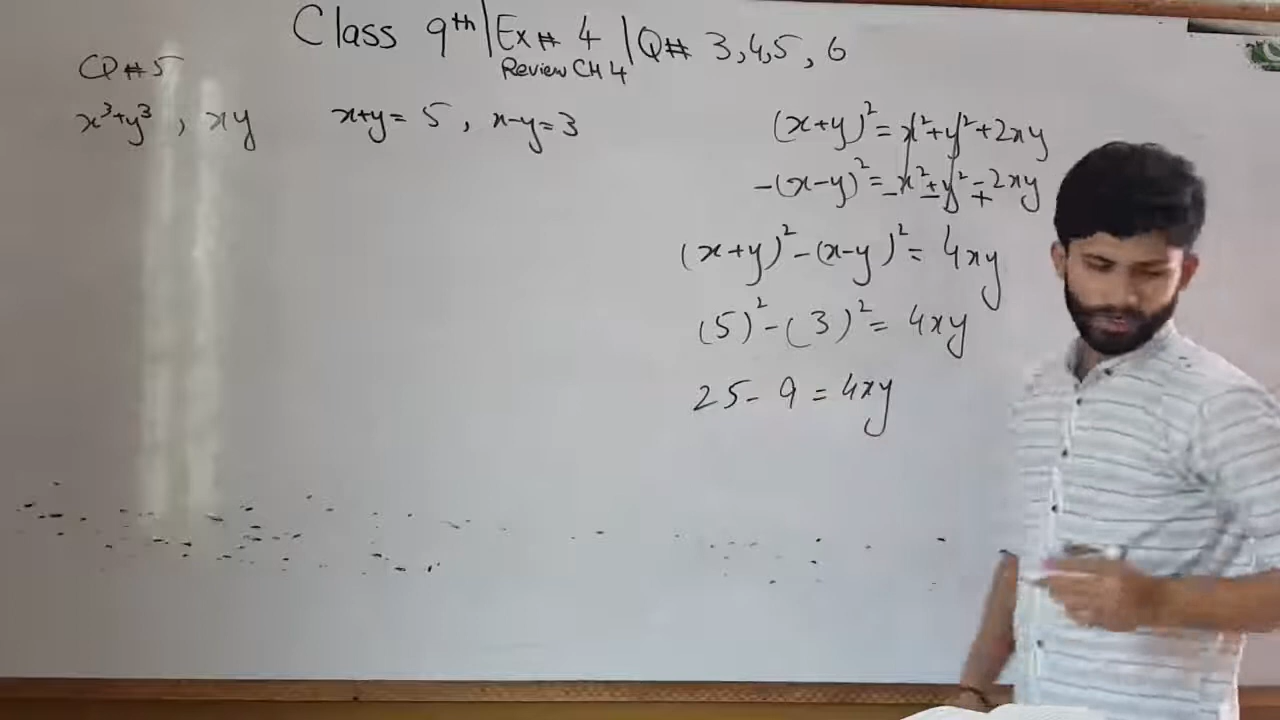 Class 9th | Ex # 4 | Q# 3,4,5,6
Review CH 4
Q#5
x³+y³, xy    x+y= 5, x-y=3
(x+y)²=x²+y²+2xy
-(x-y)²=-x²±y²∓2xy
(x+y)²-(x-y)²= 4xy
(5)²-(3)²= 4xy
25- 9 = 4xy